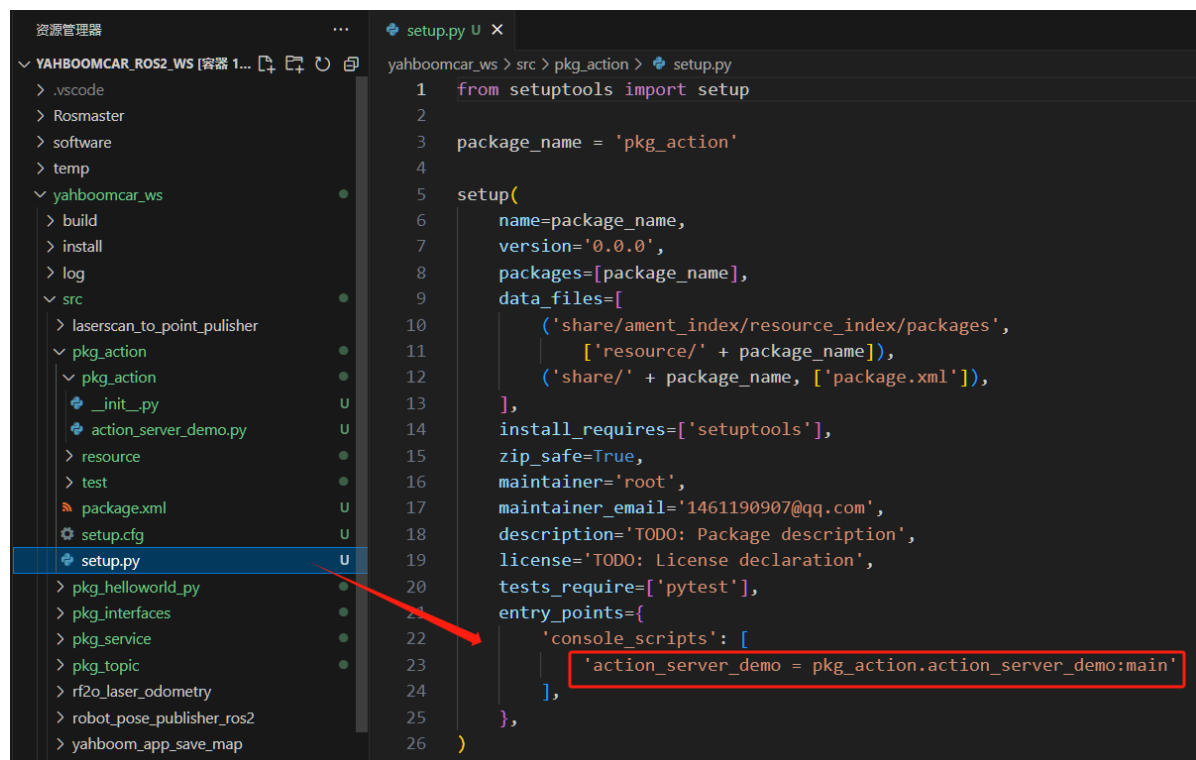 资源管理器
YAHBOOMCAR_ROS2_WS [容器 1...
.vscode
Rosmaster
software
temp
yahboomcar_ws
build
install
log
src
laserscan_to_point_pulisher
pkg_action
pkg_action
__init__.py U
action_server_demo.py U
resource
test
package.xml U
setup.cfg U
setup.py U
pkg_helloworld_py
pkg_interfaces
pkg_service
pkg_topic
rf2o_laser_odometry
robot_pose_publisher_ros2
yahboom_app_save_map
setup.py U
yahboomcar_ws > src > pkg_action > setup.py
1 from setuptools import setup
2
3 package_name = 'pkg_action'
4
5 setup(
6 name=package_name,
7 version='0.0.0',
8 packages=[package_name],
9 data_files=[
10 ('share/ament_index/resource_index/packages',
11 ['resource/' + package_name]),
12 ('share/' + package_name, ['package.xml']),
13 ],
14 install_requires=['setuptools'],
15 zip_safe=True,
16 maintainer='root',
17 maintainer_email='1461190907@qq.com',
18 description='TODO: Package description',
19 license='TODO: License declaration',
20 tests_require=['pytest'],
21 entry_points={
22 'console_scripts': [
23 'action_server_demo = pkg_action.action_server_demo:main'
24 ],
25 },
26 )